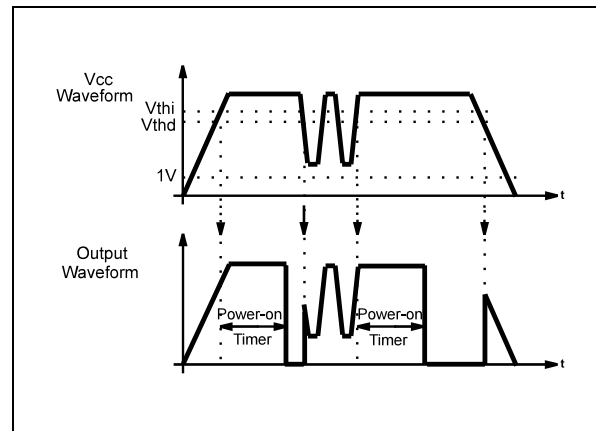 Vcc
Waveform
Vthi
Vthd
1V
t
Output
Waveform
Power-on
Timer
Power-on
Timer
t